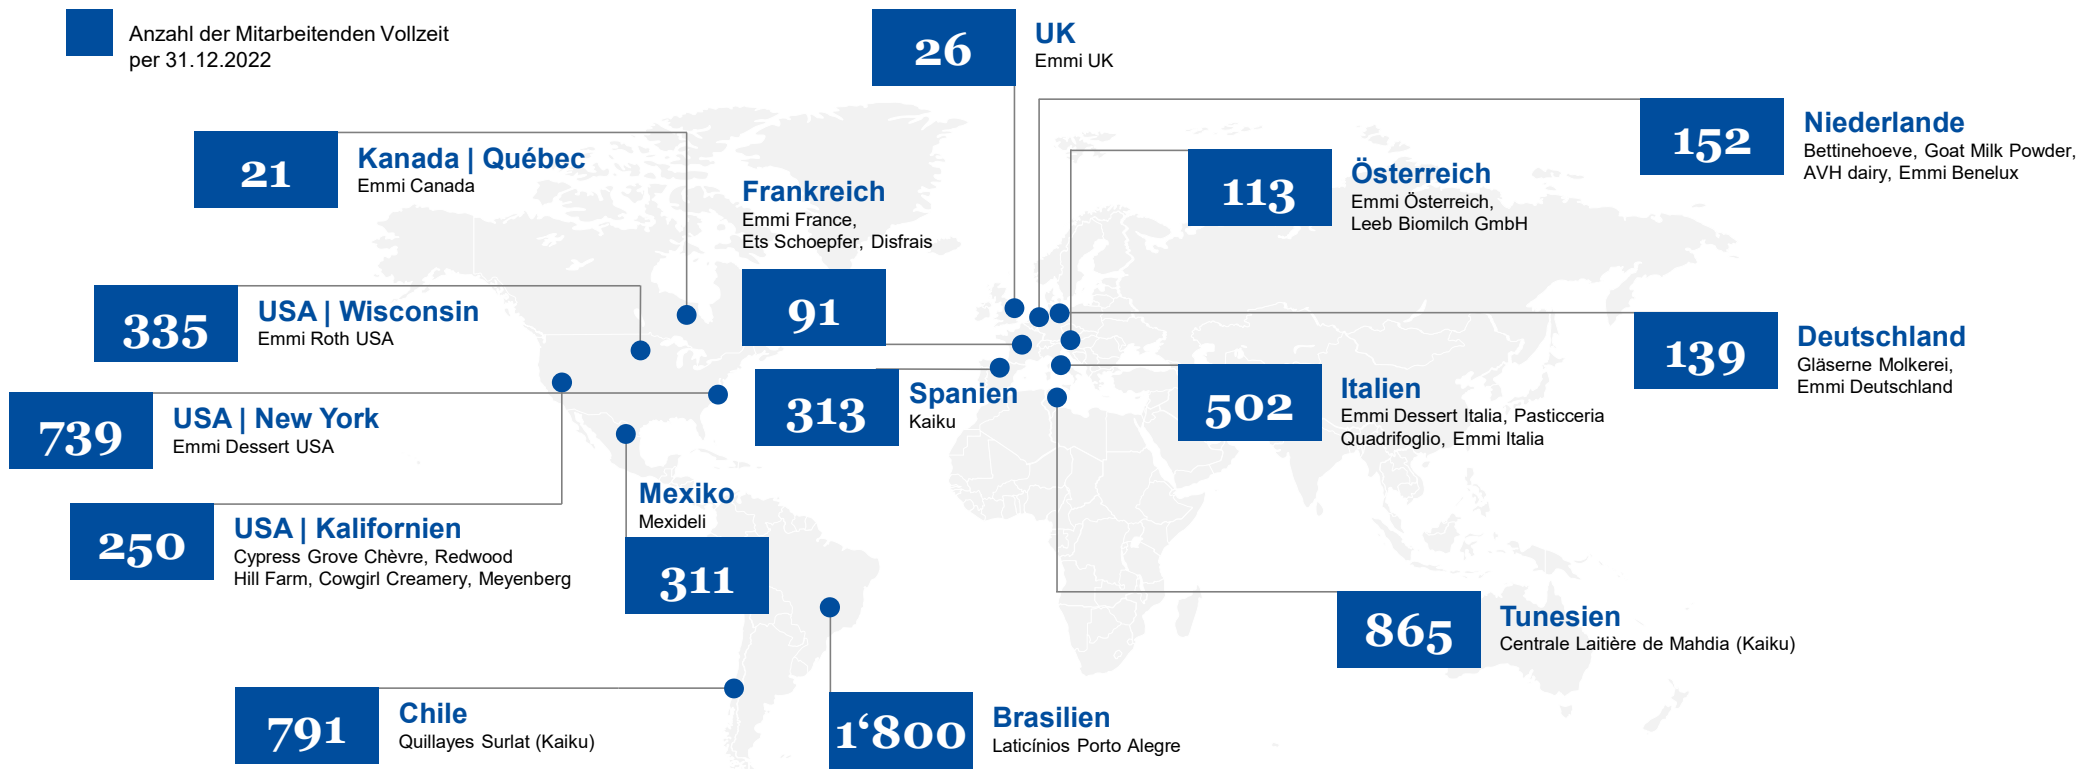 Anzahl der Mitarbeitenden Vollzeit
per 31.12.2022
26
UK
Emmi UK
152
Niederlande
Bettinehoeve, Goat Milk Powder,
AVH dairy, Emmi Benelux
21
Kanada | Québec
Emmi Canada
Frankreich
Emmi France,
Ets Schoepfer, Disfrais
91
113
Österreich
Emmi Österreich,
Leeb Biomilch GmbH
335
USA | Wisconsin
Emmi Roth USA
139
Deutschland
Gläserne Molkerei,
Emmi Deutschland
313
Spanien
Kaiku
502
Italien
Emmi Dessert Italia, Pasticceria
Quadrifoglio, Emmi Italia
739
USA | New York
Emmi Dessert USA
250
USA | Kalifornien
Cypress Grove Chèvre, Redwood
Hill Farm, Cowgirl Creamery, Meyenberg
Mexiko
Mexideli
311
865
Tunesien
Centrale Laitière de Mahdia (Kaiku)
791
Chile
Quillayes Surlat (Kaiku)
1‘800
Brasilien
Laticínios Porto Alegre